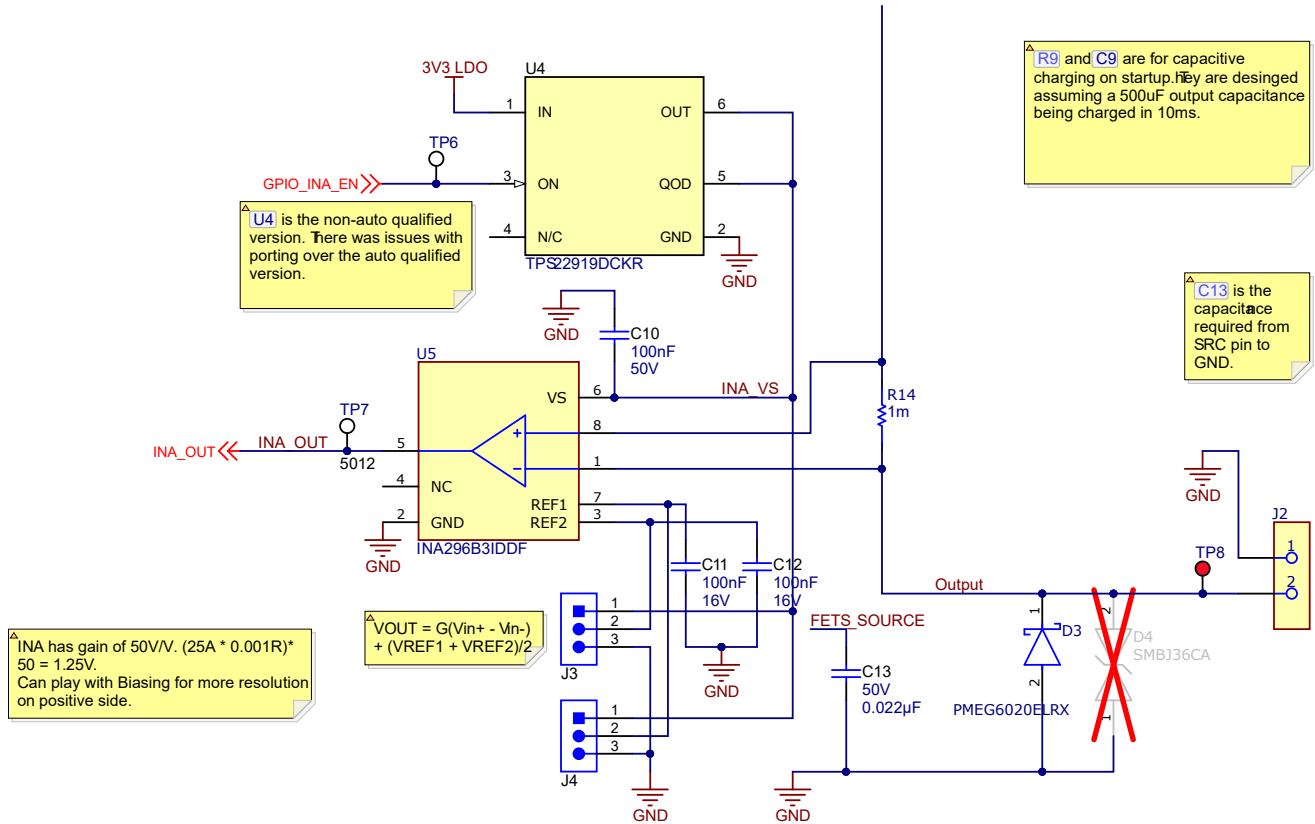 R9 and C9 are for capacitive
charging on startup.They are desinged
assuming a 500uF output capacitance
being charged in 10ms.
3V3 LDO
U4
1
IN
OUT
6
TP6
GPIO_INA_EN
3
ON
QOD
5
4
N/C
GND
2
TPS22919DCKR
GND
U4 is the non-auto qualified
version. There was issues with
porting over the auto qualified
version.
C13 is the
capacitance
required from
SRC pin to
GND.
GND
C10
100nF
50V
U5
VS
6
INA_VS
R14
1m
TP7
5012
INA_OUT
INA_OUT
5
+
8
-
1
4
NC
REF1
7
2
GND
REF2
3
INA296B3IDDF
GND
GND
J2
1
2
TP8
C11
100nF
16V
C12
100nF
16V
Output
GND
VOUT = G(Vin+ - Vin-)
+ (VREF1 + VREF2)/2
1
2
3
J3
FETS_SOURCE
C13
50V
0.022µF
1
D3
2
PMEG6020ELRX
2
D4
SMBJ36CA
1
INA has gain of 50V/V. (25A * 0.001R)*
50 = 1.25V.
Can play with Biasing for more resolution
on positive side.
1
2
3
J4
GND
GND